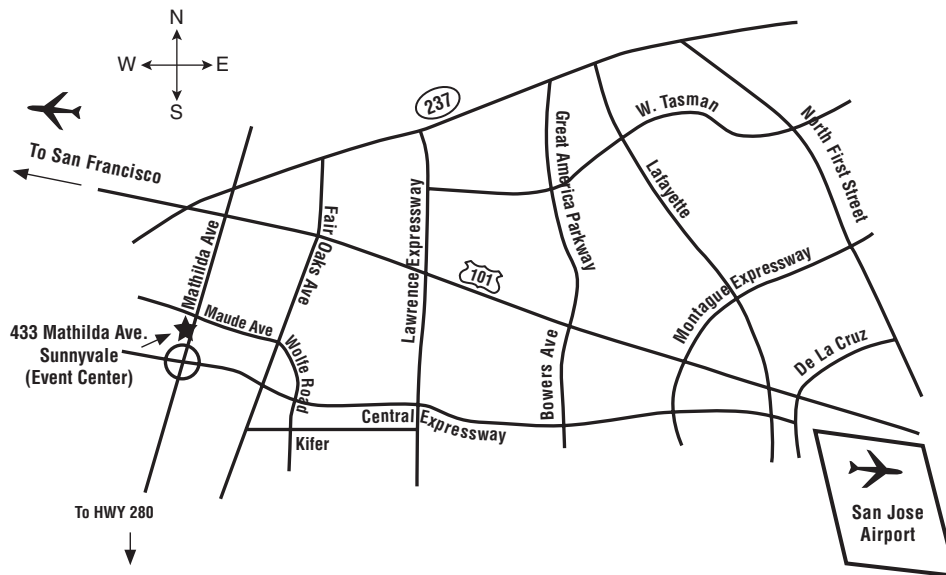 N
W E
S
237
W. Tasman
To San Francisco
Great America Parkway
North First Street
Lafayette
Fair Oaks Ave
Lawrence Expressway
Mathilda Ave
101
Montague Expressway
Maude Ave
433 Mathilda Ave.
Sunnyvale
(Event Center)
Wolfe Road
Bowers Ave
De La Cruz
Central Expressway
Kifer
To HWY 280
San Jose
Airport